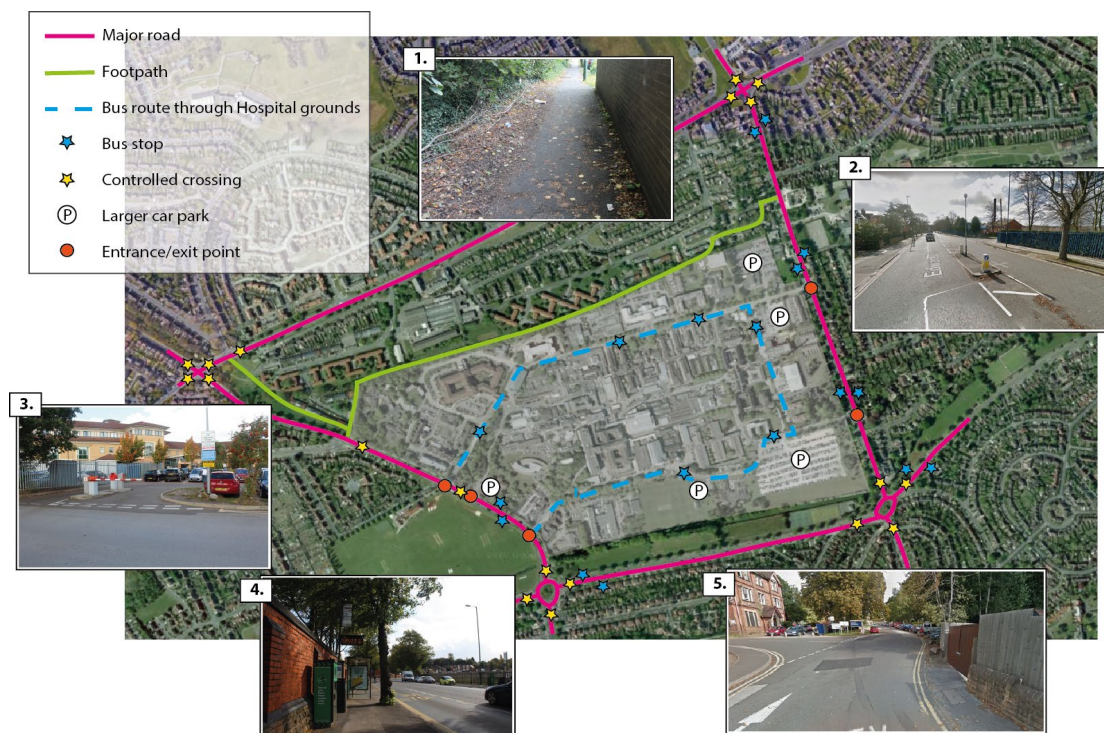 Major road
Footpath
Bus route through Hospital grounds
Bus stop
Controlled crossing
P Larger car park
Entrance/exit point
1.
2.
3.
4.
5.
P
P
P
P
P